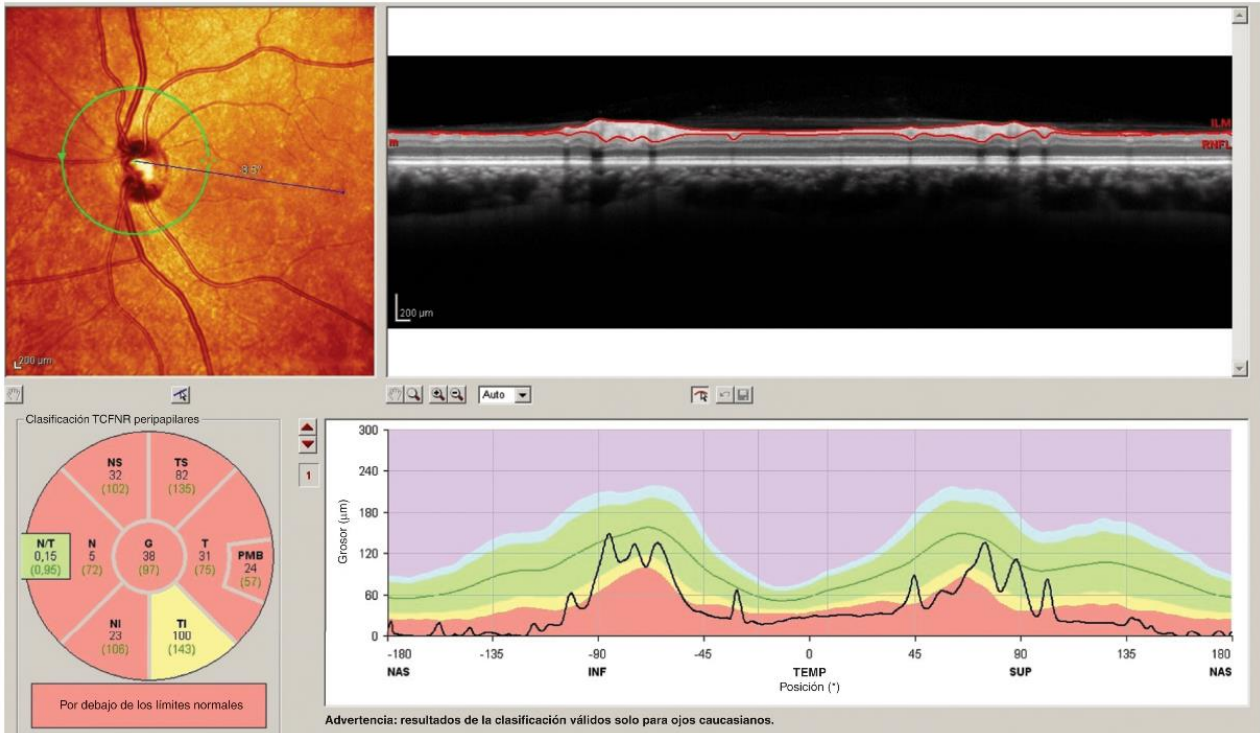 3.8°
200 µm
ILM
RNFL
m
200 µm
Auto
Clasificación TCFNR peripapilares
NS
32
(102)
TS
82
(135)
N/T
0,15
(0,95)
N
5
(72)
G
38
(97)
T
31
(75)
PMB
24
(57)
NI
23
(106)
TI
100
(143)
Por debajo de los límites normales
1
Grosor (µm)
300
240
180
120
60
0
-180 -135 -90 -45 0 45 90 135 180
NAS INF TEMP SUP NAS
Posición (°)
Advertencia: resultados de la clasificación válidos solo para ojos caucasianos.